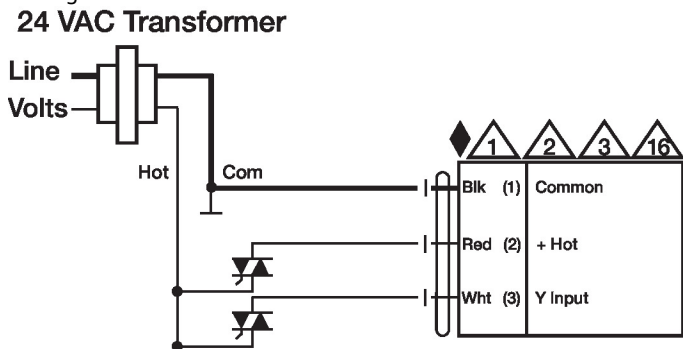 24 VAC Transformer
Line
Volts
Hot
Com
1 2 3 16
Blk (1) Common
Red (2) + Hot
Wht (3) Y Input